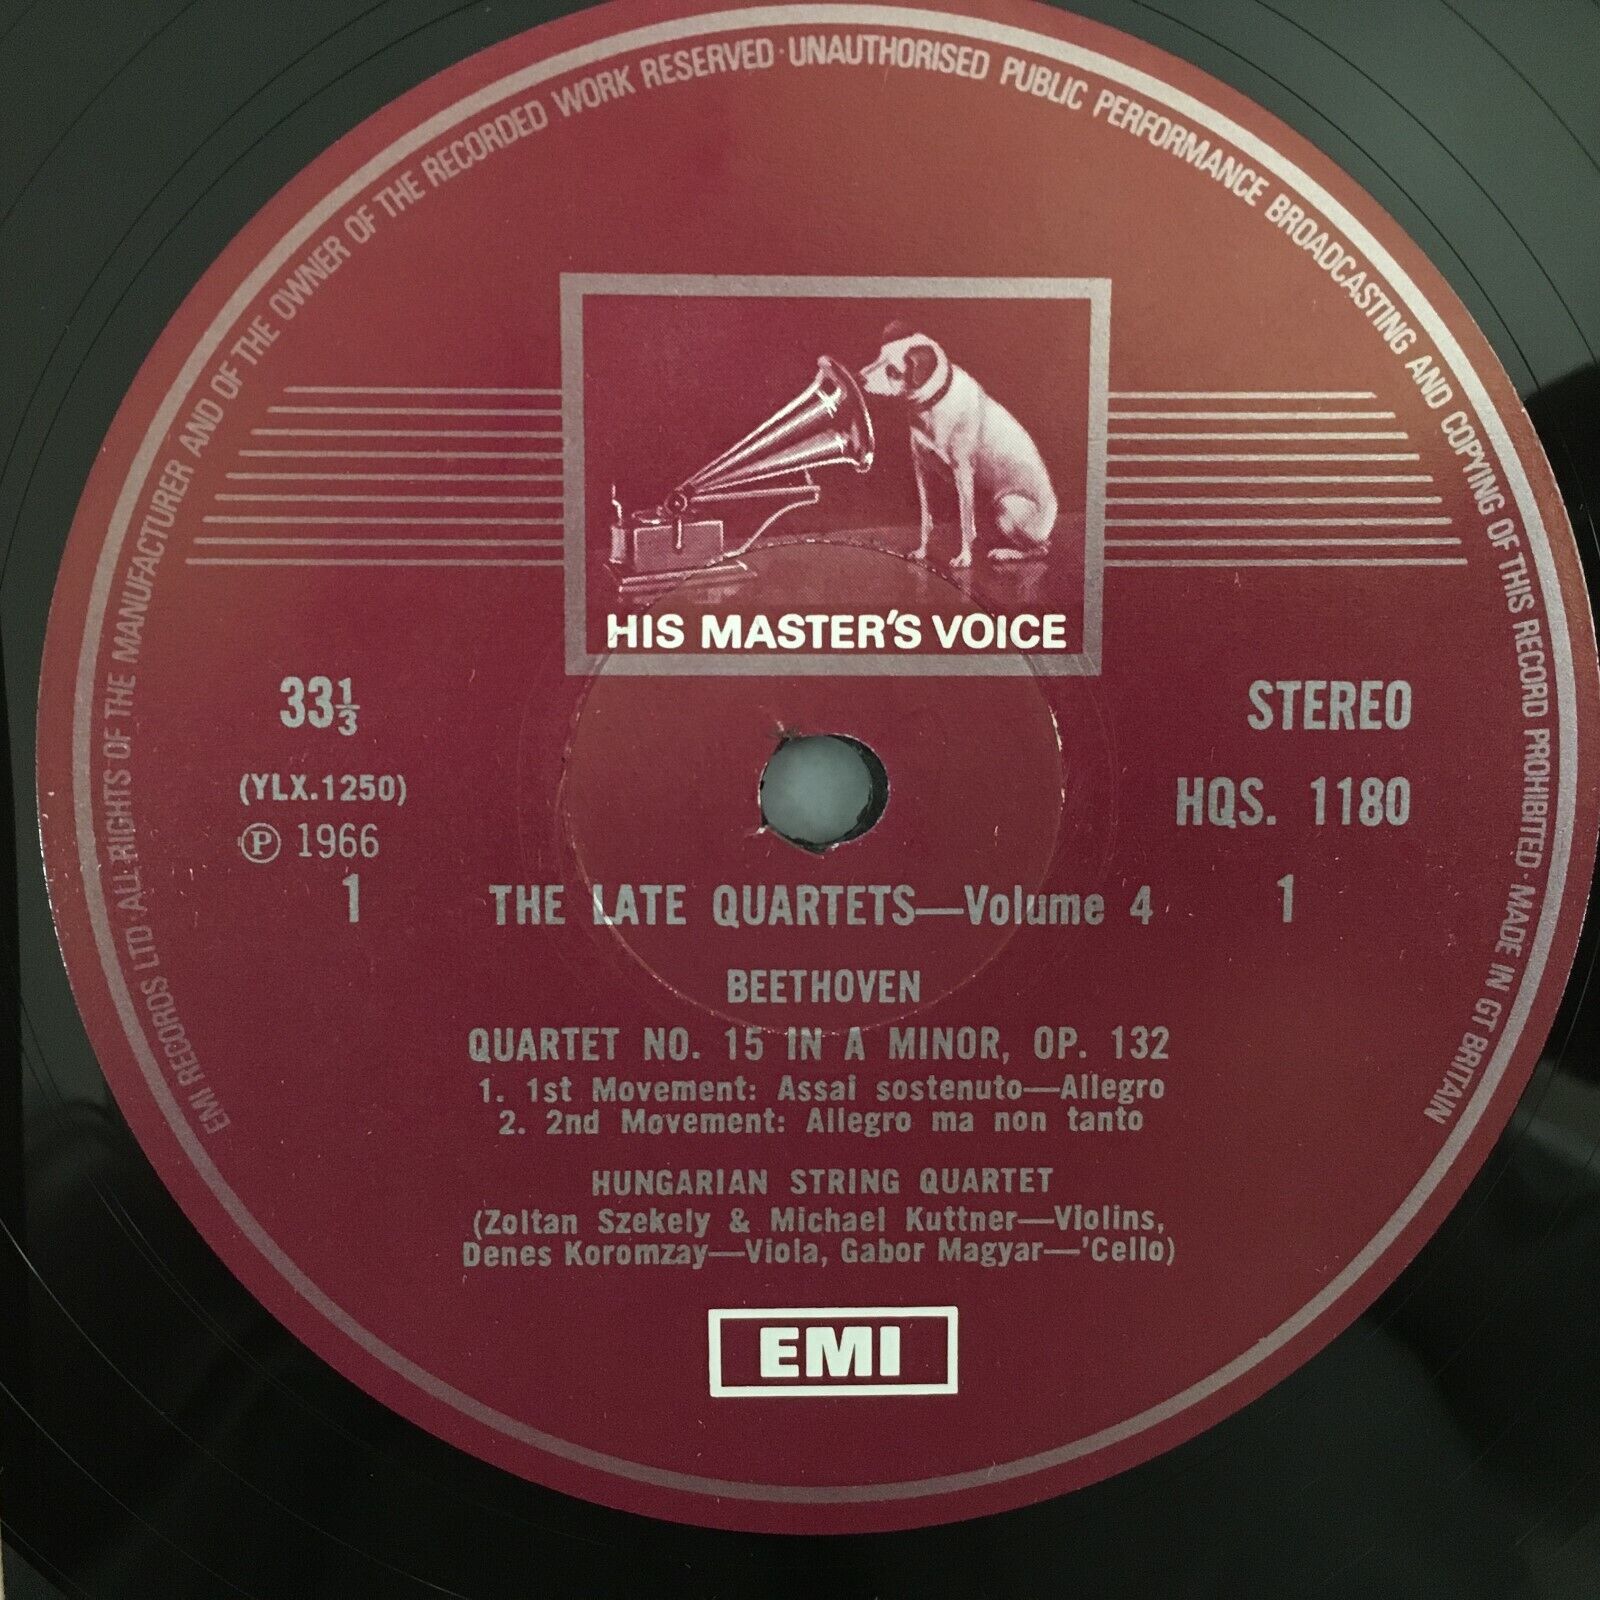 EMI RECORDS LTD · ALL RIGHTS OF THE MANUFACTURER AND OF THE OWNER OF THE RECORDED WORK RESERVED · UNAUTHORISED PUBLIC PERFORMANCE BROADCASTING AND COPYING OF THIS RECORD PROHIBITED · MADE IN GT BRITAIN
HIS MASTER'S VOICE
33⅓ STEREO
(YLX.1250) HQS. 1180
Ⓟ 1966
1 THE LATE QUARTETS—Volume 4 1
BEETHOVEN
QUARTET NO. 15 IN A MINOR, OP. 132
1. 1st Movement: Assai sostenuto—Allegro
2. 2nd Movement: Allegro ma non tanto
HUNGARIAN STRING QUARTET
(Zoltan Szekely & Michael Kuttner—Violins,
Denes Koromzay—Viola, Gabor Magyar—'Cello)
EMI